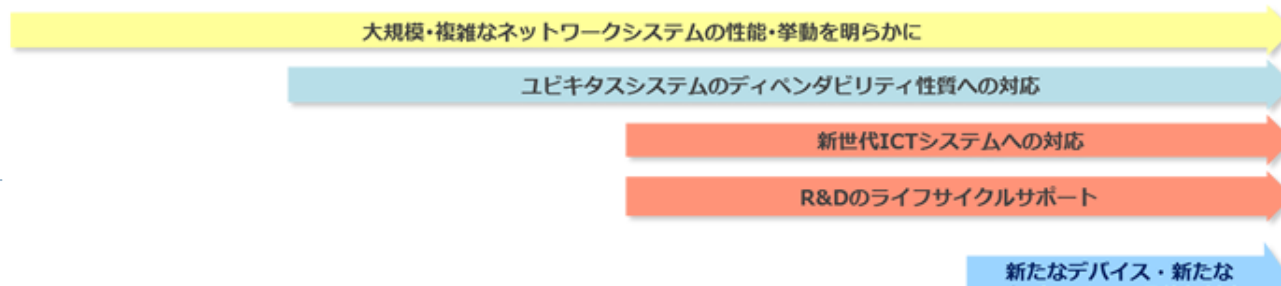 大規模・複雑なネットワークシステムの性能・挙動を明らかに
ユビキタスシステムのディペンダビリティ性質への対応
新世代ICTシステムへの対応
R&Dのライフサイクルサポート
新たなデバイス・新たな